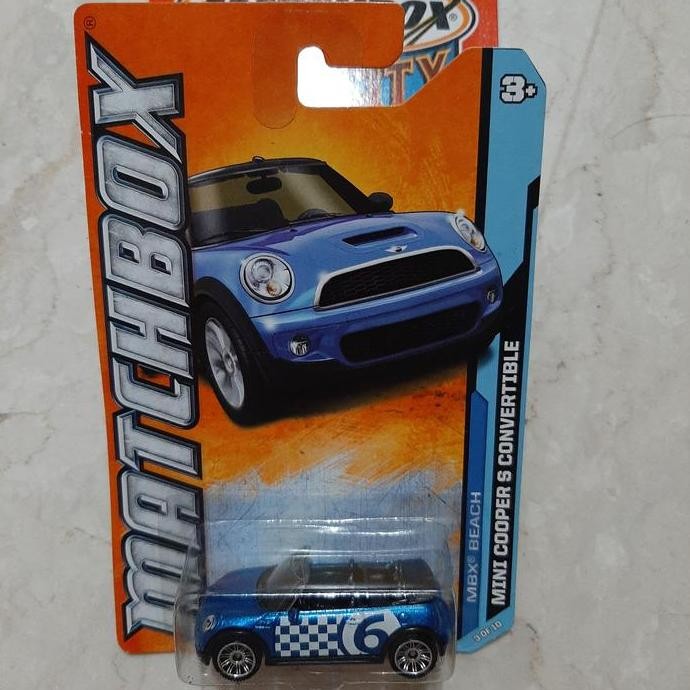 MATCHBOX®
3+
MBX® BEACH
MINI COOPER S CONVERTIBLE
3 OF 10
6